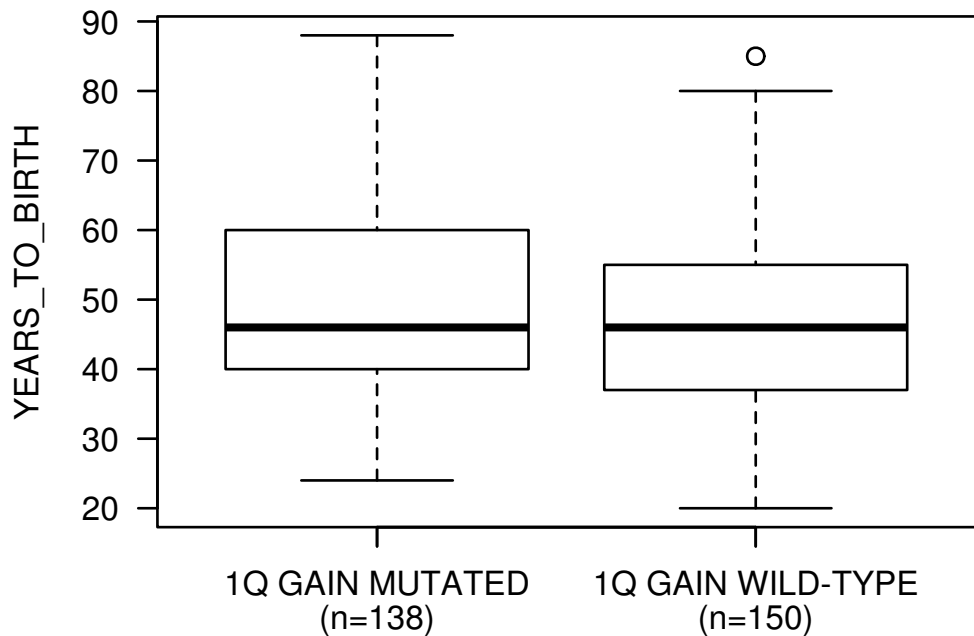 90
80
70
60
50
40
30
20
YEARS_TO_BIRTH
1Q GAIN MUTATED
(n=138)
1Q GAIN WILD-TYPE
(n=150)